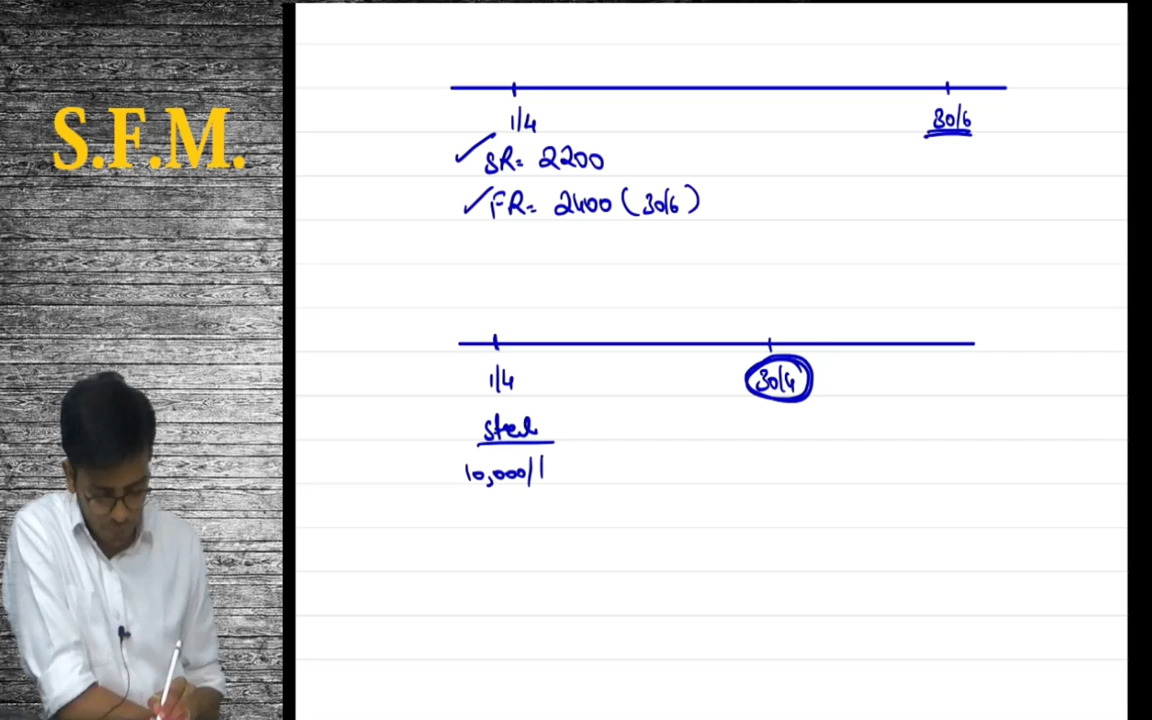 S.F.M.
1/4 30/6
SR= 2200
FR= 2400 (30/6)
1/4 30/4
Steel
10,000/1